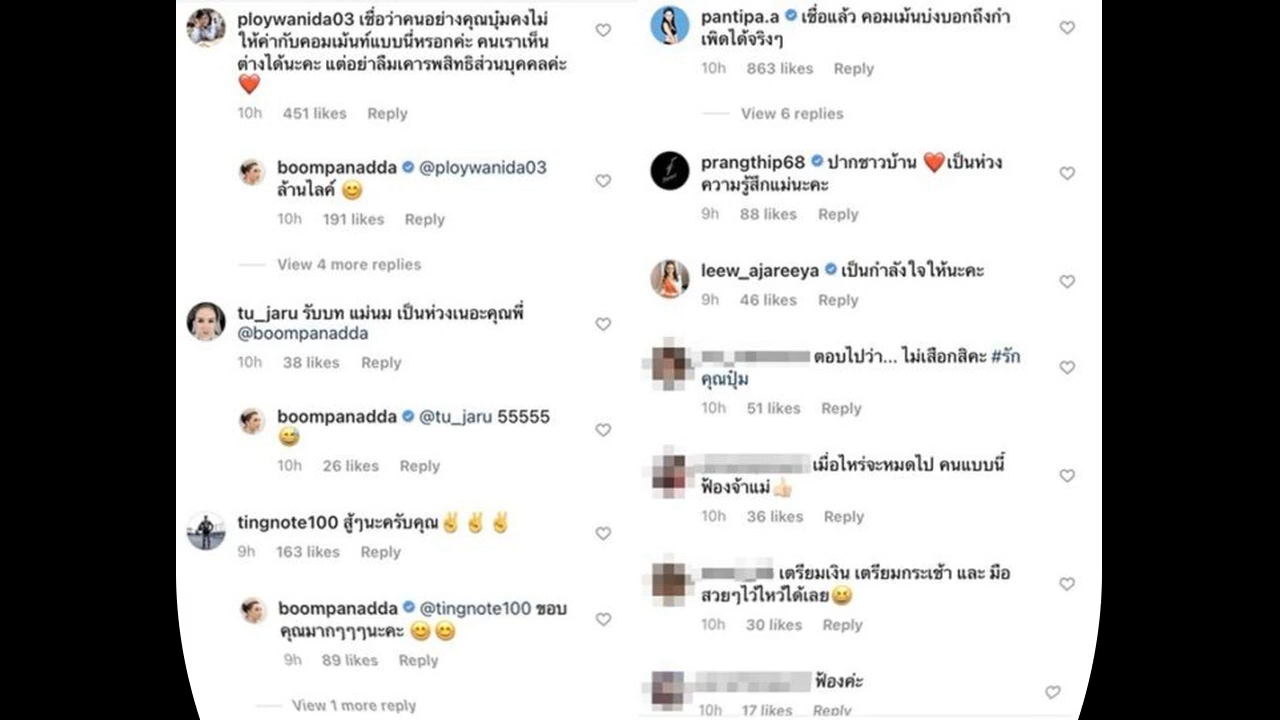 ploywanida03 เชื่อว่าคนอย่างคุณบุ๋มคงไม่
ให้ค่ากับคอมเม้นท์แบบนี่หรอกค่ะ คนเราเห็น
ต่างได้นะคะ แต่อย่าลืมเคารพสิทธิส่วนบุคคลค่ะ
❤️
10h 451 likes Reply
boompanadda @ploywanida03
ล้านไลค์ 😊
10h 191 likes Reply
View 4 more replies
tu_jaru รับบท แม่นม เป็นห่วงเนอะคุณพี่
@boompanadda
10h 38 likes Reply
boompanadda @tu_jaru 55555
😅
10h 26 likes Reply
tingnote100 สู้ๆนะครับคุณ✌️✌️✌️
9h 163 likes Reply
boompanadda @tingnote100 ขอบ
คุณมากๆๆๆนะคะ 😊😊
9h 89 likes Reply
View 1 more reply
pantipa.a เชื่อแล้ว คอมเม้นบ่งบอกถึงกำ
เพิดได้จริงๆ
10h 863 likes Reply
View 6 replies
prangthip68 ปากชาวบ้าน ❤️เป็นห่วง
ความรู้สึกแม่นะคะ
9h 88 likes Reply
leew_ajareeya เป็นกำลังใจให้นะคะ
9h 46 likes Reply
ตอบไปว่า... ไม่เสือกสิคะ #รัก
คุณปุ๋ม
10h 51 likes Reply
เมื่อไหร่จะหมดไป คนแบบนี้
ฟ้องจ้าแม่👍🏻
10h 36 likes Reply
เตรียมเงิน เตรียมกระเช้า และ มือ
สวยๆไว้ไหว้ได้เลย😆
10h 30 likes Reply
ฟ้องค่ะ
10h 17 likes Reply